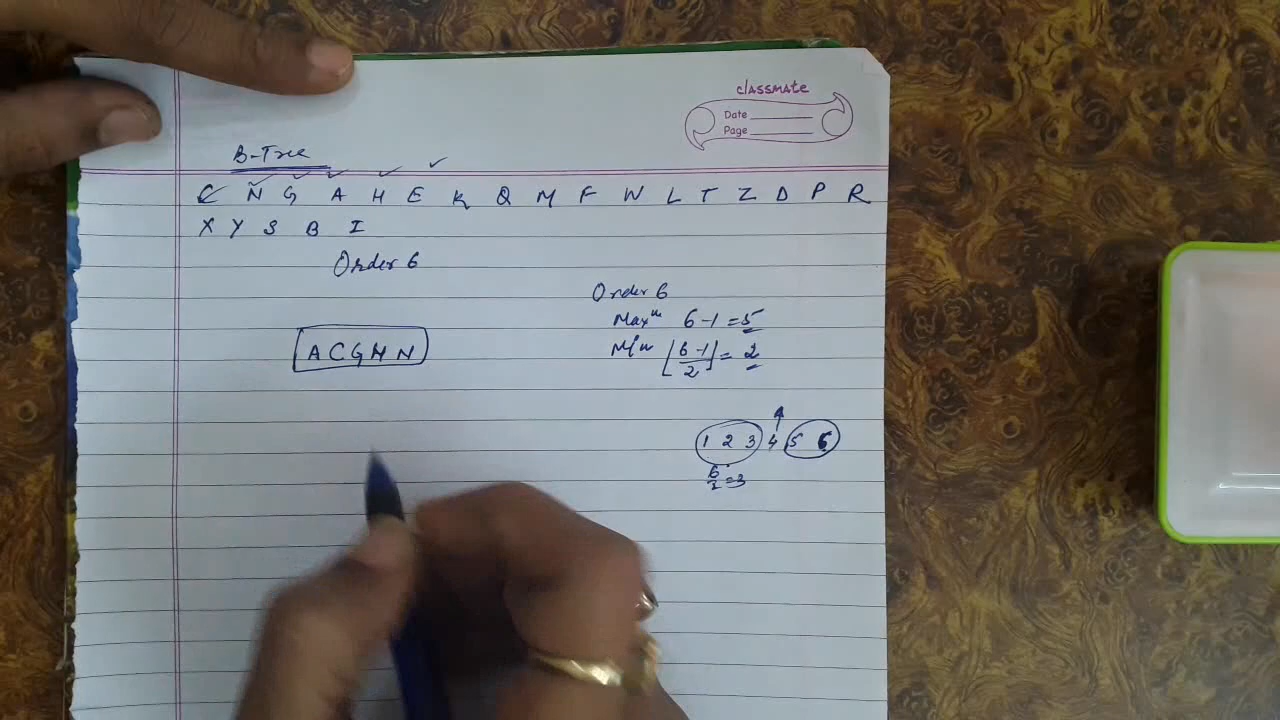 classmate
Date
Page
B-Tree
C N G A H E K Q M F W L T Z D P R
X Y S B I
Order 6
Order 6
Maxm 6-1=5
Min ⌊6-1/2⌋=2
A C G H N
1 2 3 4 5 6
6/2=3